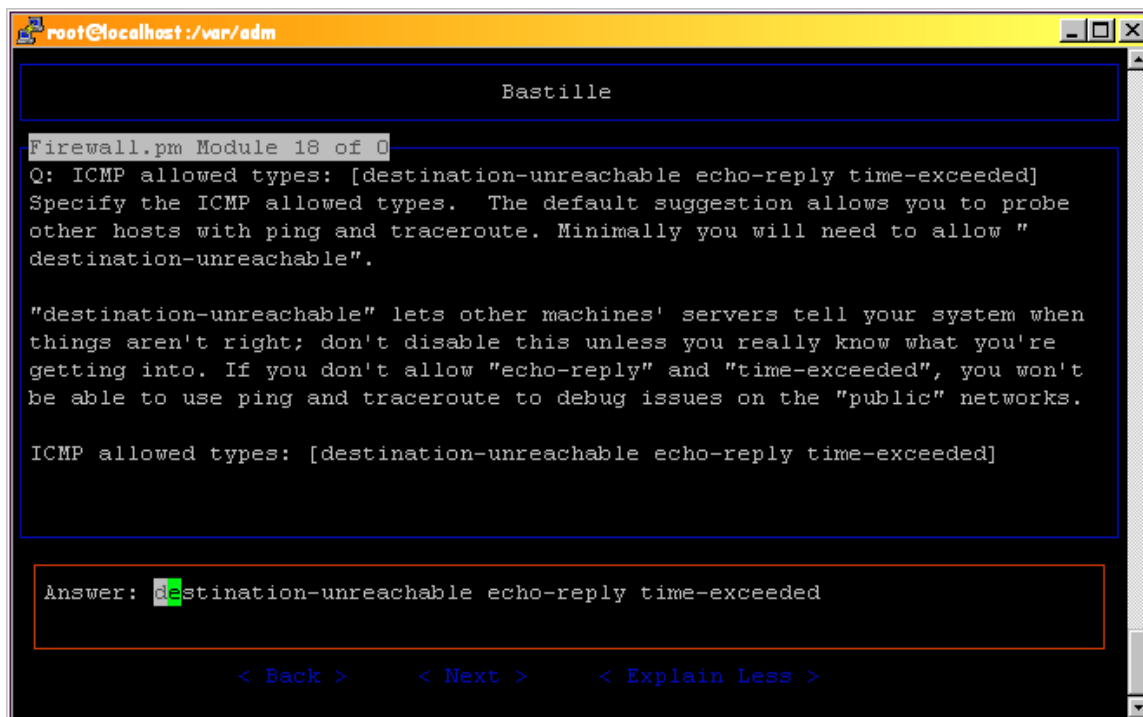 root@localhost:/var/adm
Bastille
Firewall.pm Module 18 of 0
Q: ICMP allowed types: [destination-unreachable echo-reply time-exceeded]
Specify the ICMP allowed types.  The default suggestion allows you to probe
other hosts with ping and traceroute. Minimally you will need to allow "
destination-unreachable".
"destination-unreachable" lets other machines' servers tell your system when
things aren't right; don't disable this unless you really know what you're
getting into. If you don't allow "echo-reply" and "time-exceeded", you won't
be able to use ping and traceroute to debug issues on the "public" networks.
ICMP allowed types: [destination-unreachable echo-reply time-exceeded]
Answer: destination-unreachable echo-reply time-exceeded
< Back >      < Next >      < Explain Less >